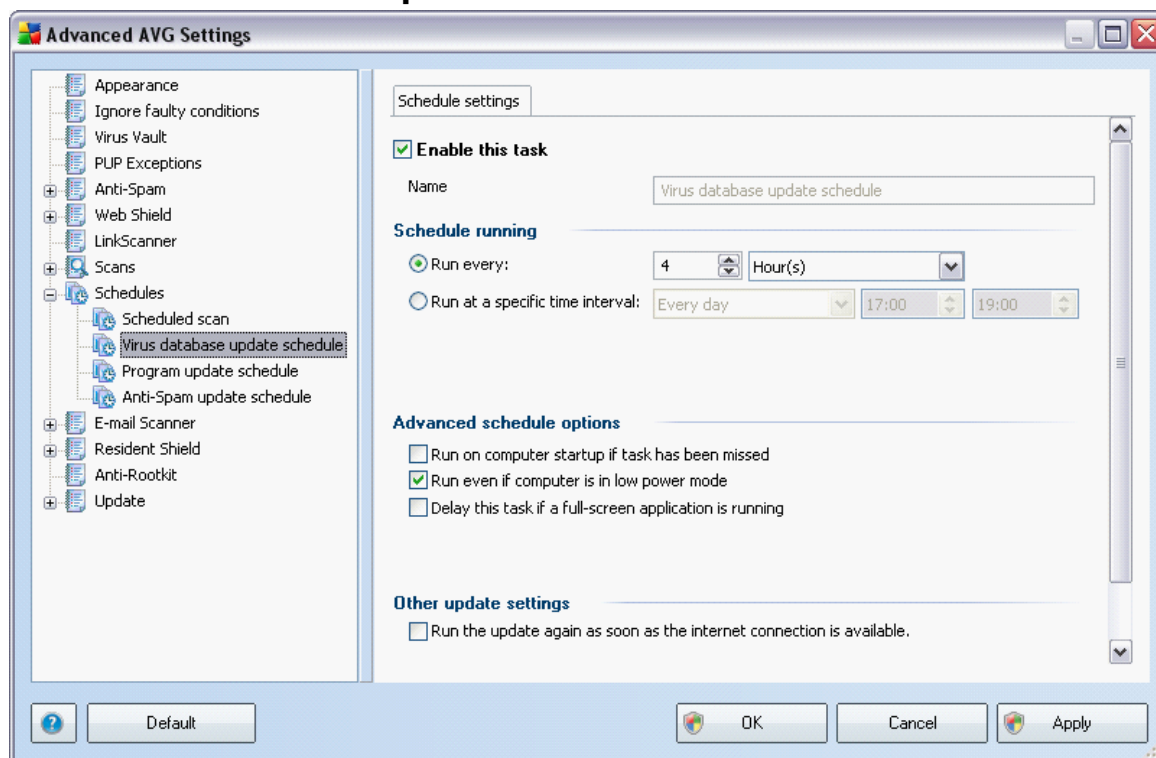 Advanced AVG Settings
Appearance
Ignore faulty conditions
Virus Vault
PUP Exceptions
Anti-Spam
Web Shield
LinkScanner
Scans
Schedules
Scheduled scan
Virus database update schedule
Program update schedule
Anti-Spam update schedule
E-mail Scanner
Resident Shield
Anti-Rootkit
Update
Schedule settings
Enable this task
Name Virus database update schedule
Schedule running
Run every: 4 Hour(s)
Run at a specific time interval: Every day 17:00 19:00
Advanced schedule options
Run on computer startup if task has been missed
Run even if computer is in low power mode
Delay this task if a full-screen application is running
Other update settings
Run the update again as soon as the internet connection is available.
? Default OK Cancel Apply